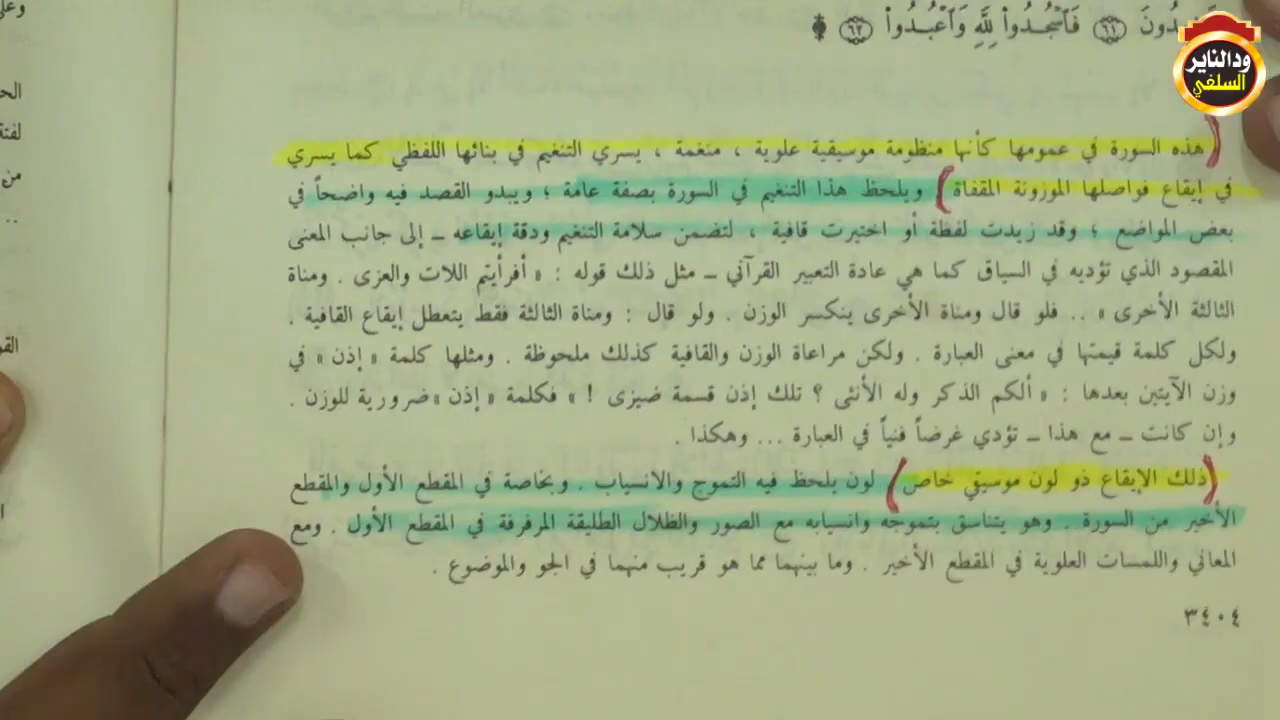 فَٱسْجُدُوا۟ لِلَّهِ وَٱعْبُدُوا۟ ﴿٦٢﴾
ودالناير
السلفي
هذه السورة في عمومها كأنها منظومة موسيقية علوية ، منغمة ، يسري التنغيم في بنائها اللفظي كما يسري
في إيقاع فواصلها الموزونة المقفاة ) ويلحظ هذا التنغيم في السورة بصفة عامة ؛ ويبدو القصد فيه واضحاً في
بعض المواضع ؛ وقد زيدت لفظة أو اختيرت قافية ، لتضمن سلامة التنغيم ودقة إيقاعه ــ إلى جانب المعنى
المقصود الذي تؤديه في السياق كما هي عادة التعبير القرآني ــ مثل ذلك قوله : « أفرأيتم اللات والعزى . ومناة
الثالثة الأخرى » .. فلو قال ومناة الأخرى ينكسر الوزن . ولو قال : ومناة الثالثة فقط يتعطل إيقاع القافية .
ولكل كلمة قيمتها في معنى العبارة . ولكن مراعاة الوزن والقافية كذلك ملحوظة . ومثلها كلمة « إذن » في
وزن الآيتين بعدها : « ألكم الذكر وله الأنثى ؟ تلك إذن قسمة ضيزى ! » فكلمة « إذن » ضرورية للوزن .
وإن كانت ــ مع هذا ــ تؤدي غرضاً فنياً في العبارة ... وهكذا .
( ذلك الإيقاع ذو لون موسيقي خاص ) لون يلحظ فيه التموج والانسياب . وبخاصة في المقطع الأول والمقطع
الأخير من السورة . وهو يتناسق بتموجه وانسيابه مع الصور والظلال الطليقة المرفرفة في المقطع الأول . ومع
المعاني واللمسات العلوية في المقطع الأخير . وما بينهما مما هو قريب منهما في الجو والموضوع .
٣٤٠٤